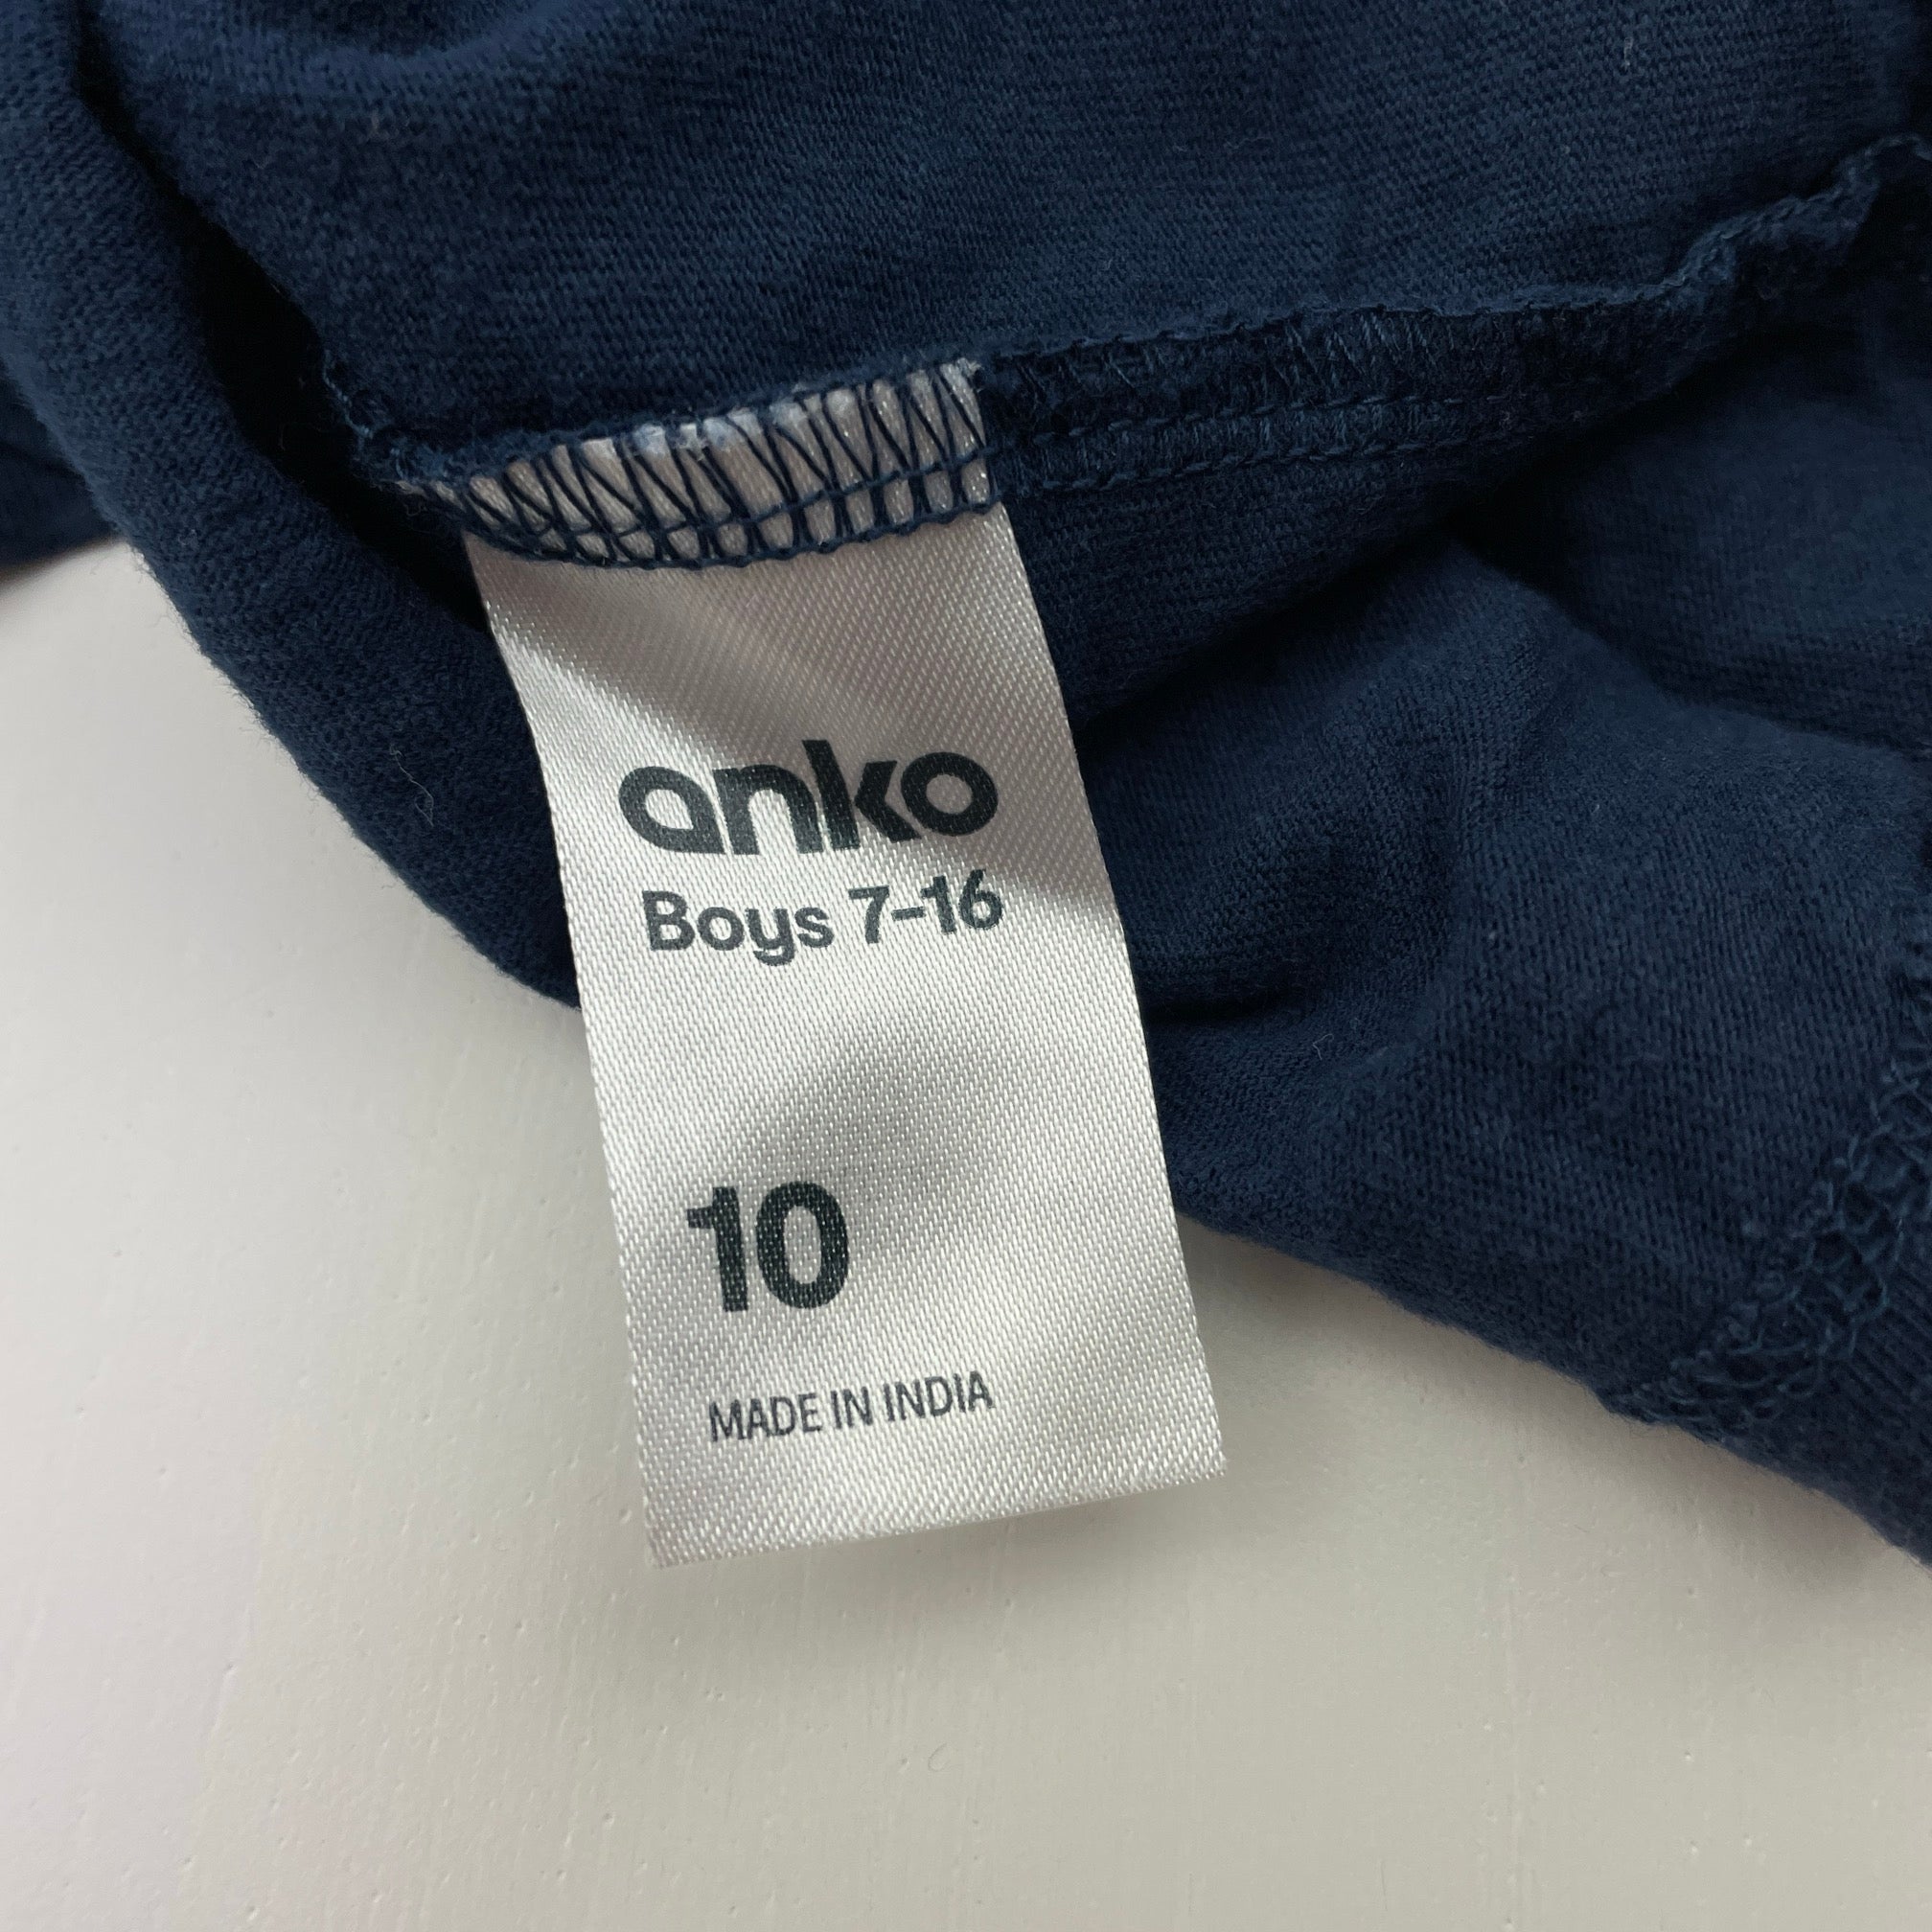 anko
Boys 7-16
10
MADE IN INDIA